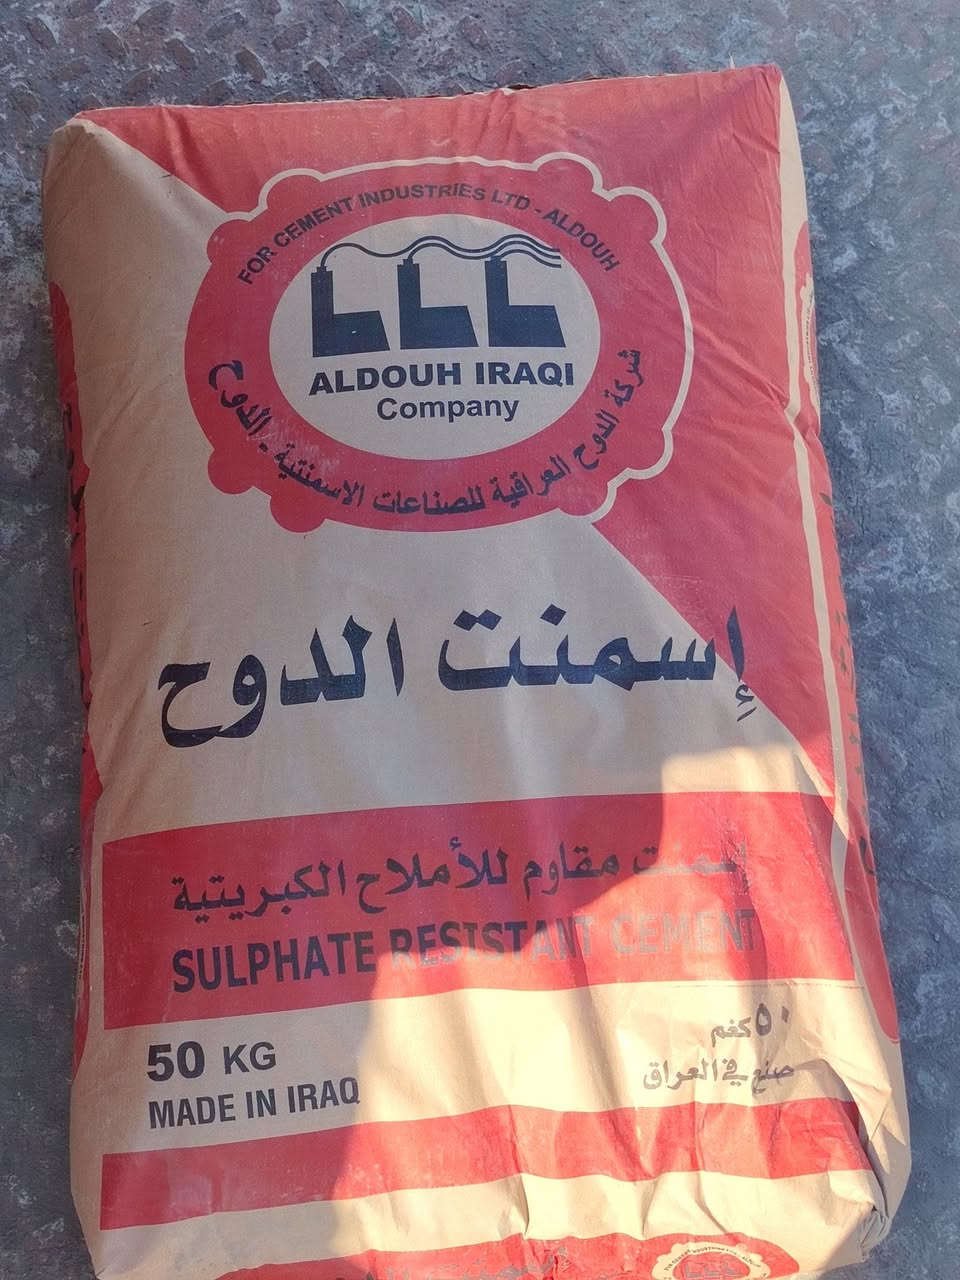 FOR CEMENT INDUSTRIES LTD - ALDOUH
ALDOUH IRAQI
Company
شركة الدوح العراقية للصناعات الاسمنتية - الدوح
إسمنت الدوح
إسمنت مقاوم للأملاح الكبريتية
SULPHATE RESISTANT CEMENT
50 KG
٥٠ كغم
MADE IN IRAQ
صنع في العراق